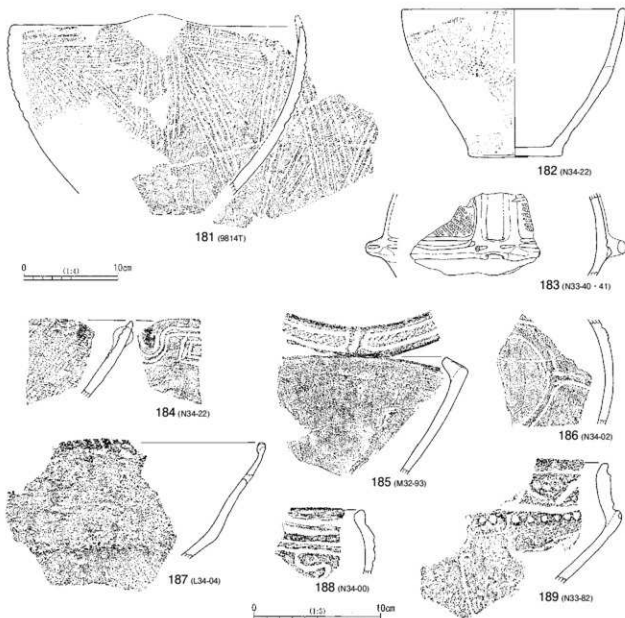 181 (9814T)
182 (N34-22)
183 (N33-40・41)
0 (1:4) 10cm
184 (N34-22)
185 (M32-93)
186 (N34-02)
187 (L34-04)
188 (N34-00)
189 (N33-82)
0 (1:3) 10cm